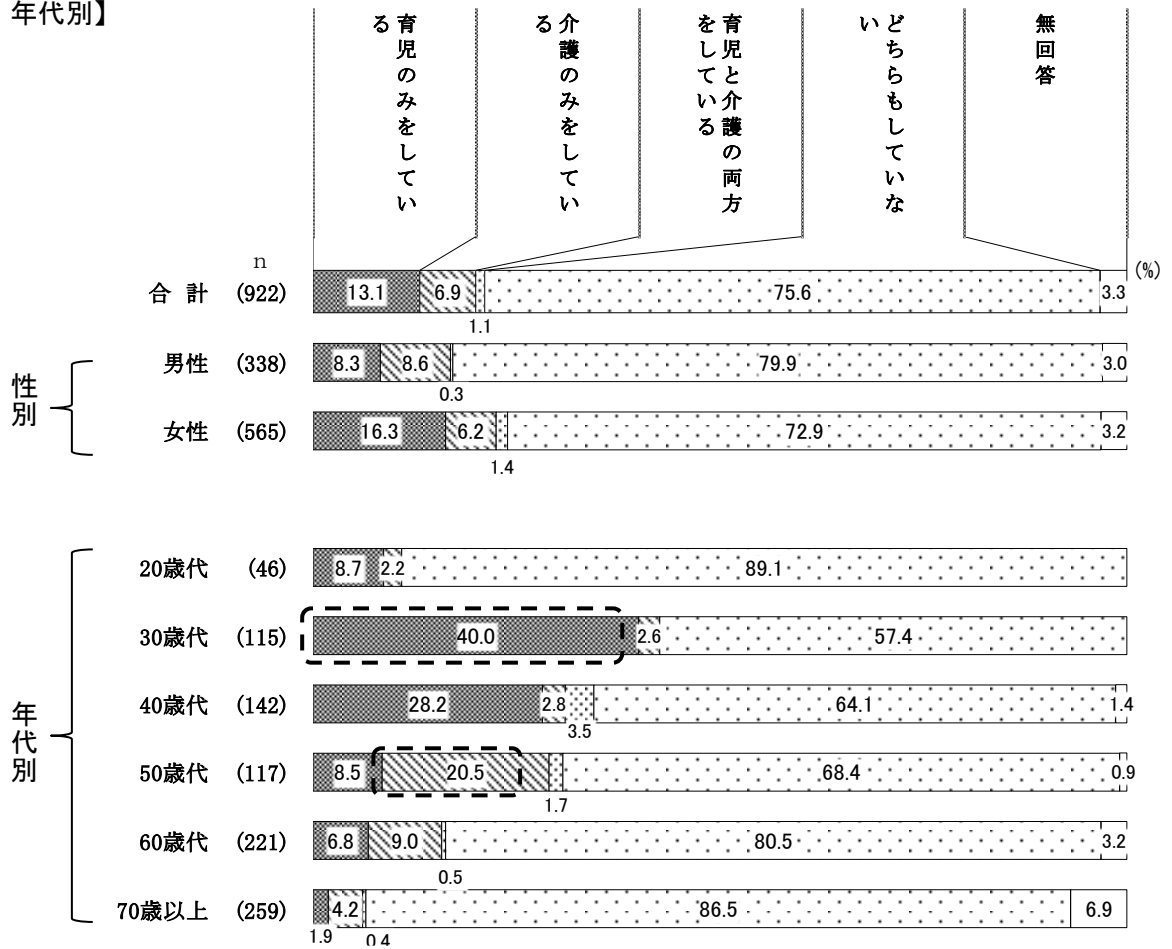 年代別】
育児のみをしてい
る
介護のみをしてい
る
育児と介護の両方
をしている
どちらもしていな
い
無回答
n
(%)
合 計 (922) 13.1 6.9 75.6 3.3
1.1
性別
男性 (338) 8.3 8.6 79.9 3.0
0.3
女性 (565) 16.3 6.2 72.9 3.2
1.4
年代別
20歳代 (46) 8.7 2.2 89.1
30歳代 (115) 40.0 2.6 57.4
40歳代 (142) 28.2 2.8 64.1 1.4
3.5
50歳代 (117) 8.5 20.5 68.4 0.9
1.7
60歳代 (221) 6.8 9.0 80.5 3.2
0.5
70歳以上 (259) 4.2 86.5 6.9
1.9 0.4